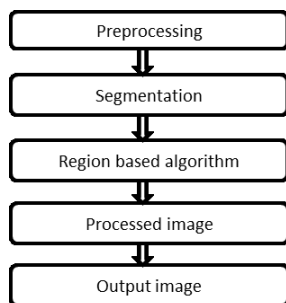 Preprocessing
Segmentation
Region based algorithm
Processed image
Output image